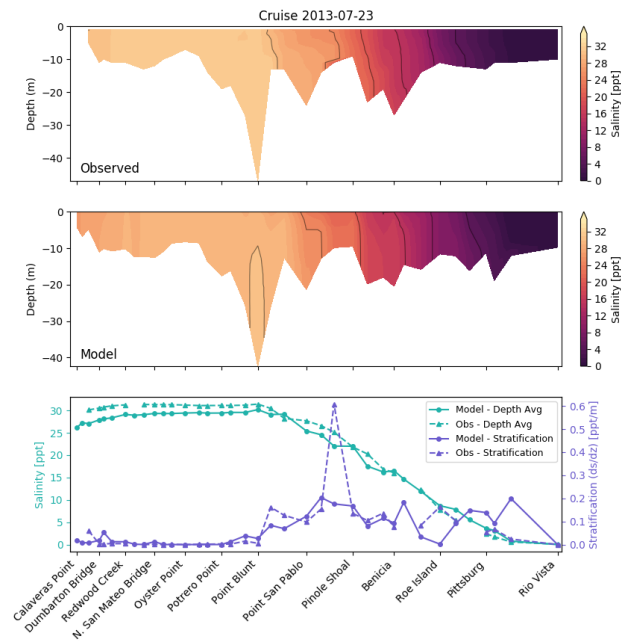 Cruise 2013-07-23
0
−10
−20
−30
−40
Depth (m)
Observed
32
28
24
20
16
12
8
4
0
Salinity [ppt]
0
−10
−20
−30
−40
Depth (m)
Model
32
28
24
20
16
12
8
4
0
Salinity [ppt]
30
25
20
15
10
5
0
Salinity [ppt]
Model - Depth Avg
Obs - Depth Avg
Model - Stratification
Obs - Stratification
0.6
0.5
0.4
0.3
0.2
0.1
0.0
Stratification (ds/dz) [ppt/m]
Calaveras Point
Dumbarton Bridge
Redwood Creek
N. San Mateo Bridge
Oyster Point
Potrero Point
Point Blunt
Point San Pablo
Pinole Shoal
Benicia
Roe Island
Pittsburg
Rio Vista